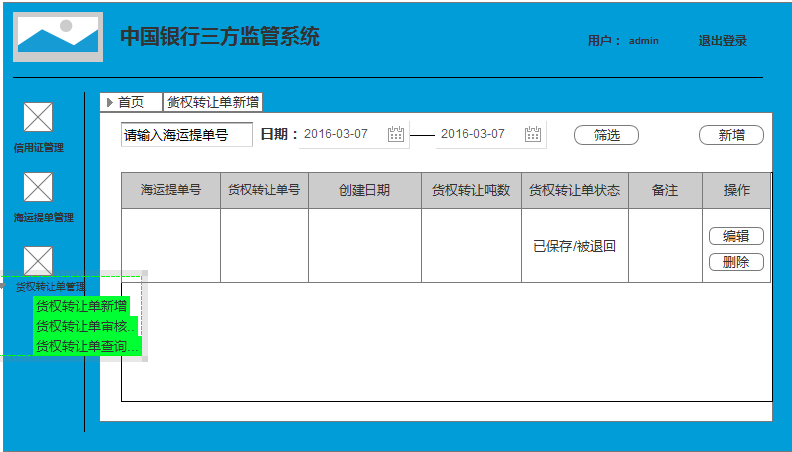 中国银行三方监管系统
用户： admin
退出登录
首页
货权转让单新增
信用证管理
海运提单管理
货权转让单管理
货权转让单新增
货权转让单审核...
货权转让单查询...
请输入海运提单号
日期：
2016-03-07
2016-03-07
筛选
新增
海运提单号
货权转让单号
创建日期
货权转让吨数
货权转让单状态
备注
操作
已保存/被退回
编辑
删除